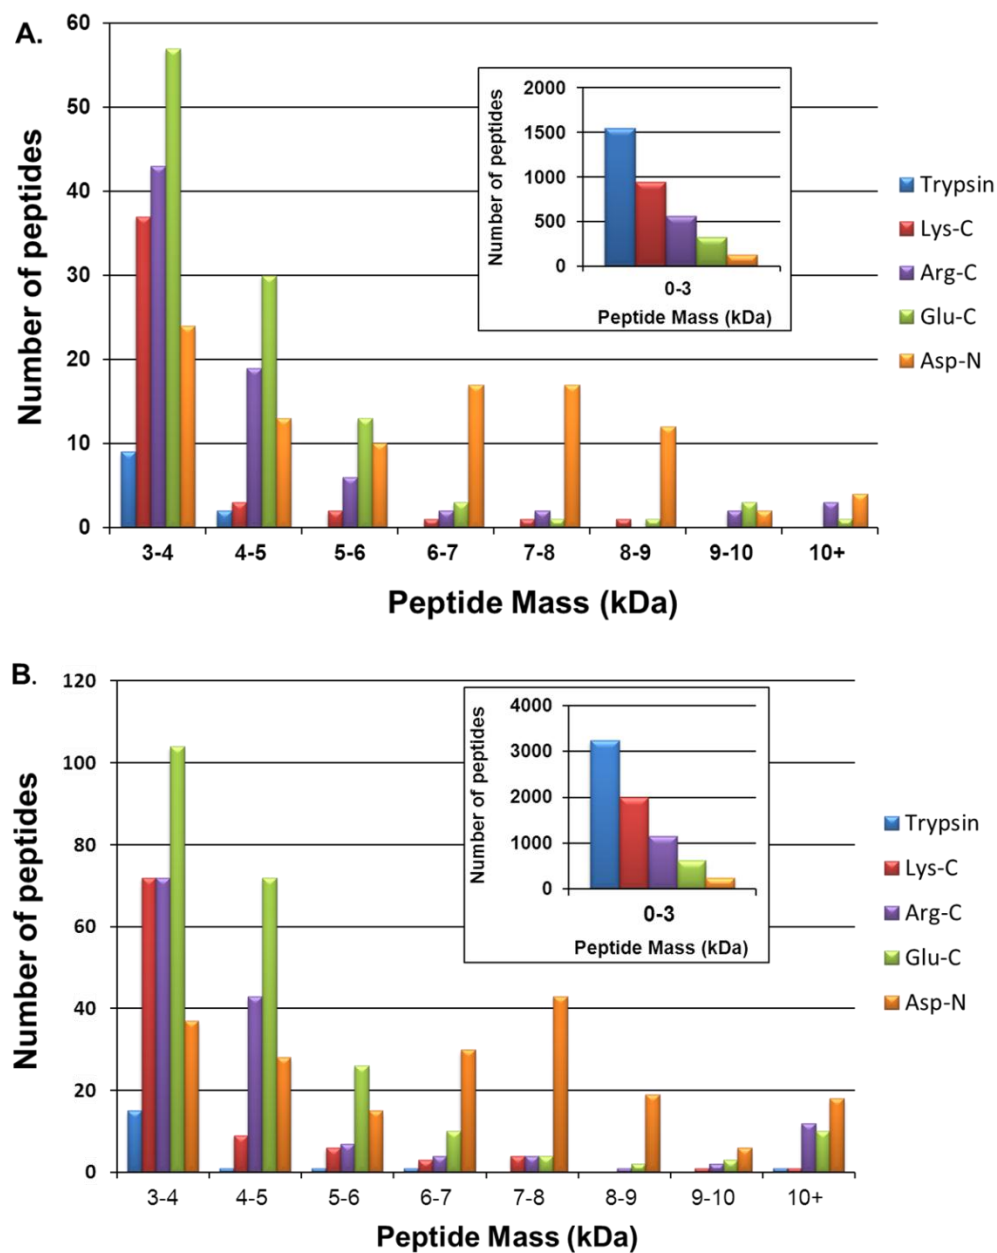 A.
60
50
40
30
20
10
0
Number of peptides
3-4 4-5 5-6 6-7 7-8 8-9 9-10 10+
Peptide Mass (kDa)
2000
1500
1000
500
0
Number of peptides
0-3
Peptide Mass (kDa)
Trypsin
Lys-C
Arg-C
Glu-C
Asp-N
B.
120
100
80
60
40
20
0
Number of peptides
3-4 4-5 5-6 6-7 7-8 8-9 9-10 10+
Peptide Mass (kDa)
4000
3000
2000
1000
0
Number of peptides
0-3
Peptide Mass (kDa)
Trypsin
Lys-C
Arg-C
Glu-C
Asp-N